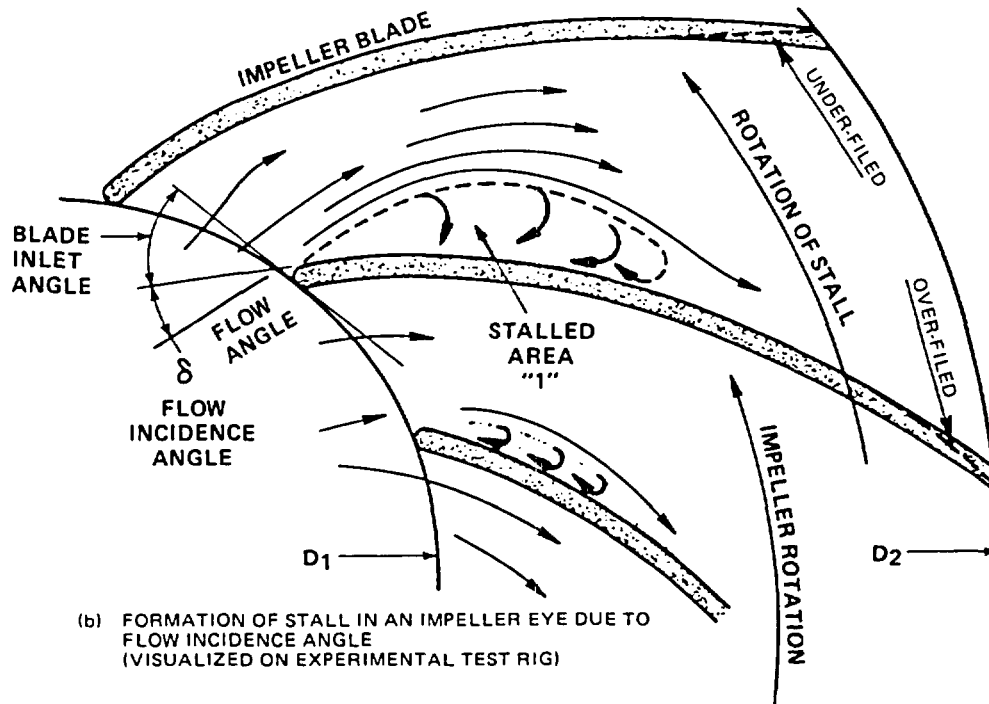 IMPELLER BLADE
UNDER-FILED
ROTATION OF STALL
BLADE
INLET
ANGLE
FLOW
ANGLE
δ
FLOW
INCIDENCE
ANGLE
STALLED
AREA
"1"
OVER-FILED
IMPELLER ROTATION
D1
D2
(b) FORMATION OF STALL IN AN IMPELLER EYE DUE TO
FLOW INCIDENCE ANGLE
(VISUALIZED ON EXPERIMENTAL TEST RIG)